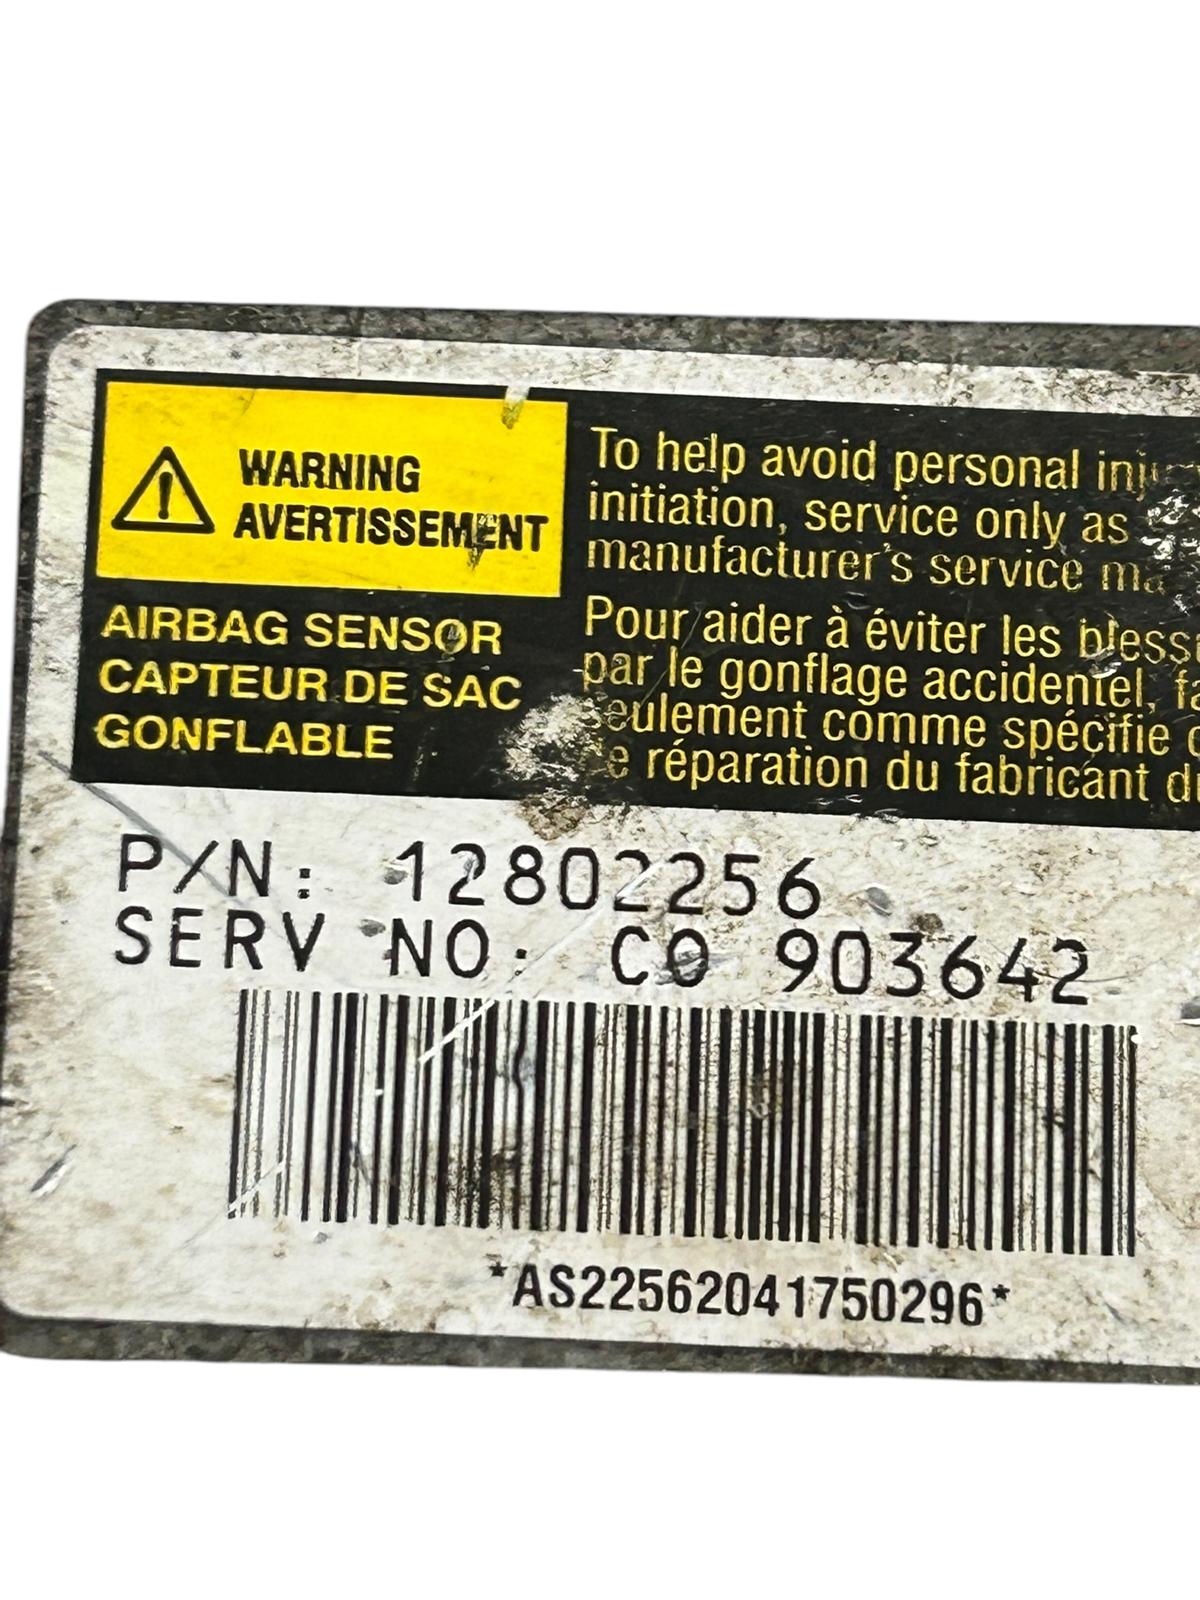 WARNING
AVERTISSEMENT
AIRBAG SENSOR
CAPTEUR DE SAC
GONFLABLE
To help avoid personal
initiation, service only as
manufacturer's service
Pour aider à éviter les
par le gonflage accidentel,
seulement comme spécifie
de réparation du fabricant
P/N: 12802256
SERV NO: C0 903642
*AS22562041750296*